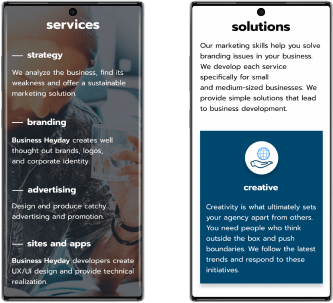 services
strategy
We analyze the business, find its
weakness and offer a sustainable
marketing solution.
branding
Business Heyday creates well
thought put brands, logos,
and corporate identity.
advertising
Design and produce catchy
advertising and promotion.
sites and apps
Business Heyday developers create
UX/UI design and provide technical
realization.
solutions
Our marketing skills help you solve
branding issues in your business.
We develop each service
specifically for small
and medium-sized businesses. We
provide simple solutions that lead
to business development.
creative
Creativity is what ultimately sets
your agency apart from others.
You need people who think
outside the box and push
boundaries. We follow the latest
trends and respond to these
initiatives.